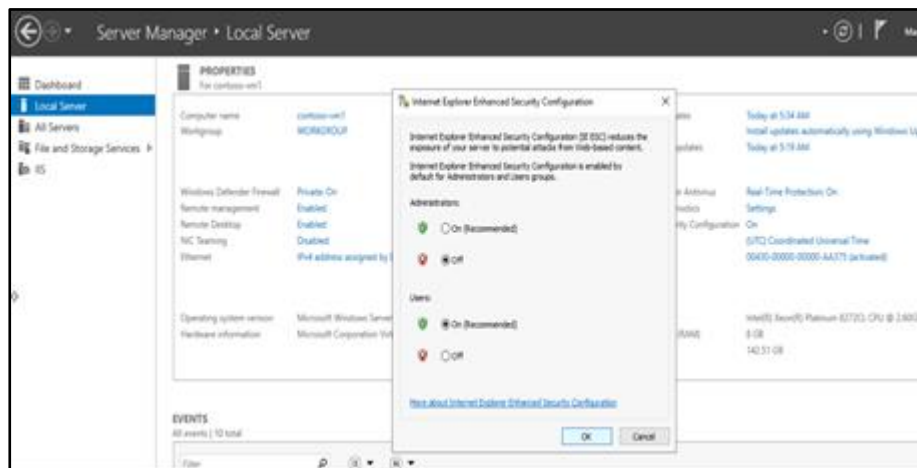 Server Manager • Local Server
Dashboard
Local Server
All Servers
File and Storage Services
IIS
PROPERTIES
For contoso-vm1
Computer name contoso-vm1 Today at 5:34 AM
Workgroup WORKGROUP Install updates automatically using Windows
Today at 5:19 AM
Windows Defender Firewall Private: On Antivirus Real-Time Protection: On
Remote management Enabled Settings
Remote Desktop Enabled Configuration On
NIC Teaming Disabled (UTC) Coordinated Universal Time
Ethernet IPv4 address assigned by (activated)
Operating system version Microsoft Windows Server
Hardware information Microsoft Corporation 8 GB
142.51 GB
Internet Explorer Enhanced Security Configuration
Internet Explorer Enhanced Security Configuration (IE ESC) reduces the
exposure of your server to potential attacks from Web-based content.
Internet Explorer Enhanced Security Configuration is enabled by
default for Administrators and Users groups.
Administrators:
On (Recommended)
Off
Users:
On (Recommended)
Off
More about Internet Explorer Enhanced Security Configuration
OK Cancel
EVENTS
All events | 10 total
Filter